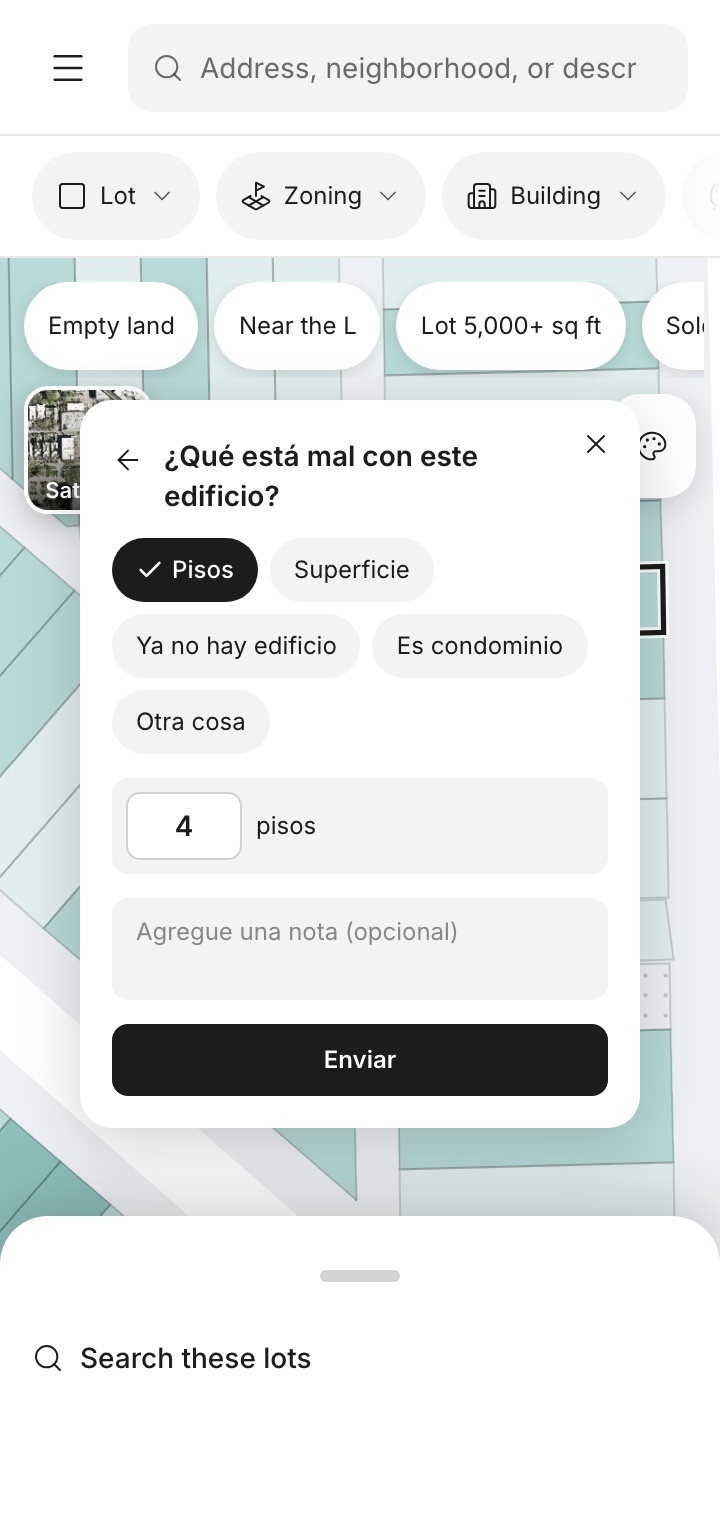 Address, neighborhood, or descr
Lot
Zoning
Building
Empty land
Near the L
Lot 5,000+ sq ft
¿Qué está mal con este
edificio?
Pisos
Superficie
Ya no hay edificio
Es condominio
Otra cosa
4 pisos
Agregue una nota (opcional)
Enviar
Search these lots